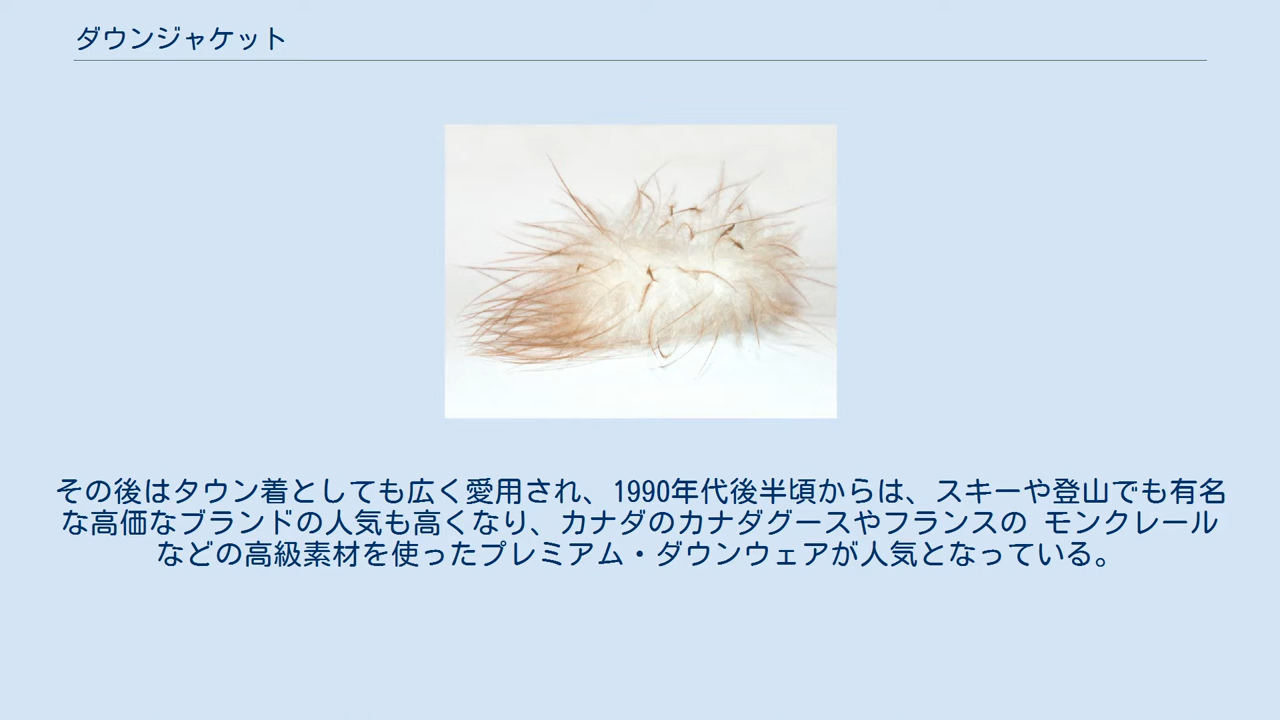 ダウンジャケット
その後はタウン着としても広く愛用され、1990年代後半頃からは、スキーや登山でも有名
な高価なブランドの人気も高くなり、カナダのカナダグースやフランスの モンクレール
などの高級素材を使ったプレミアム・ダウンウェアが人気となっている。